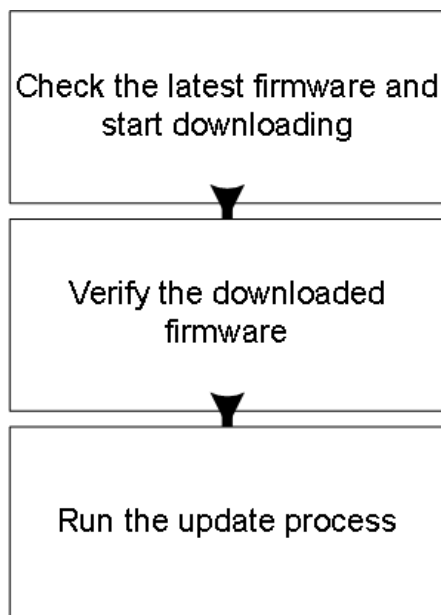 Check the latest firmware and
start downloading
Verify the downloaded
firmware
Run the update process